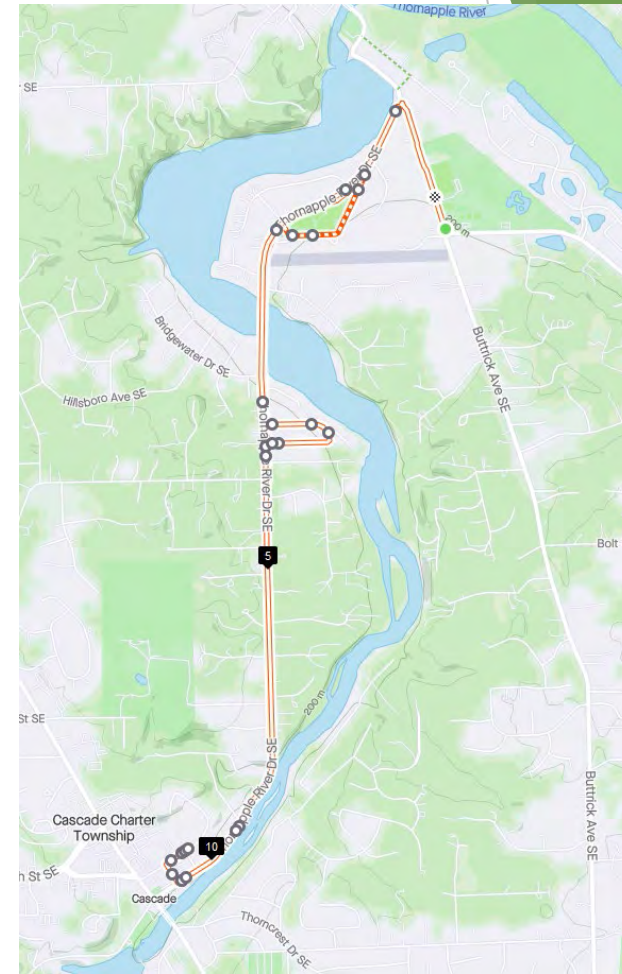 Thornapple River
SE
Thornapple River Dr SE
200 m
Buttrick Ave SE
Bridgewater Dr SE
Hillsboro Ave SE
River Dr SE
5
Bolt
200 m
St SE
River Dr SE
Buttrick Ave SE
Cascade Charter
Township
10
h St SE
Cascade
Thorncrest Dr SE